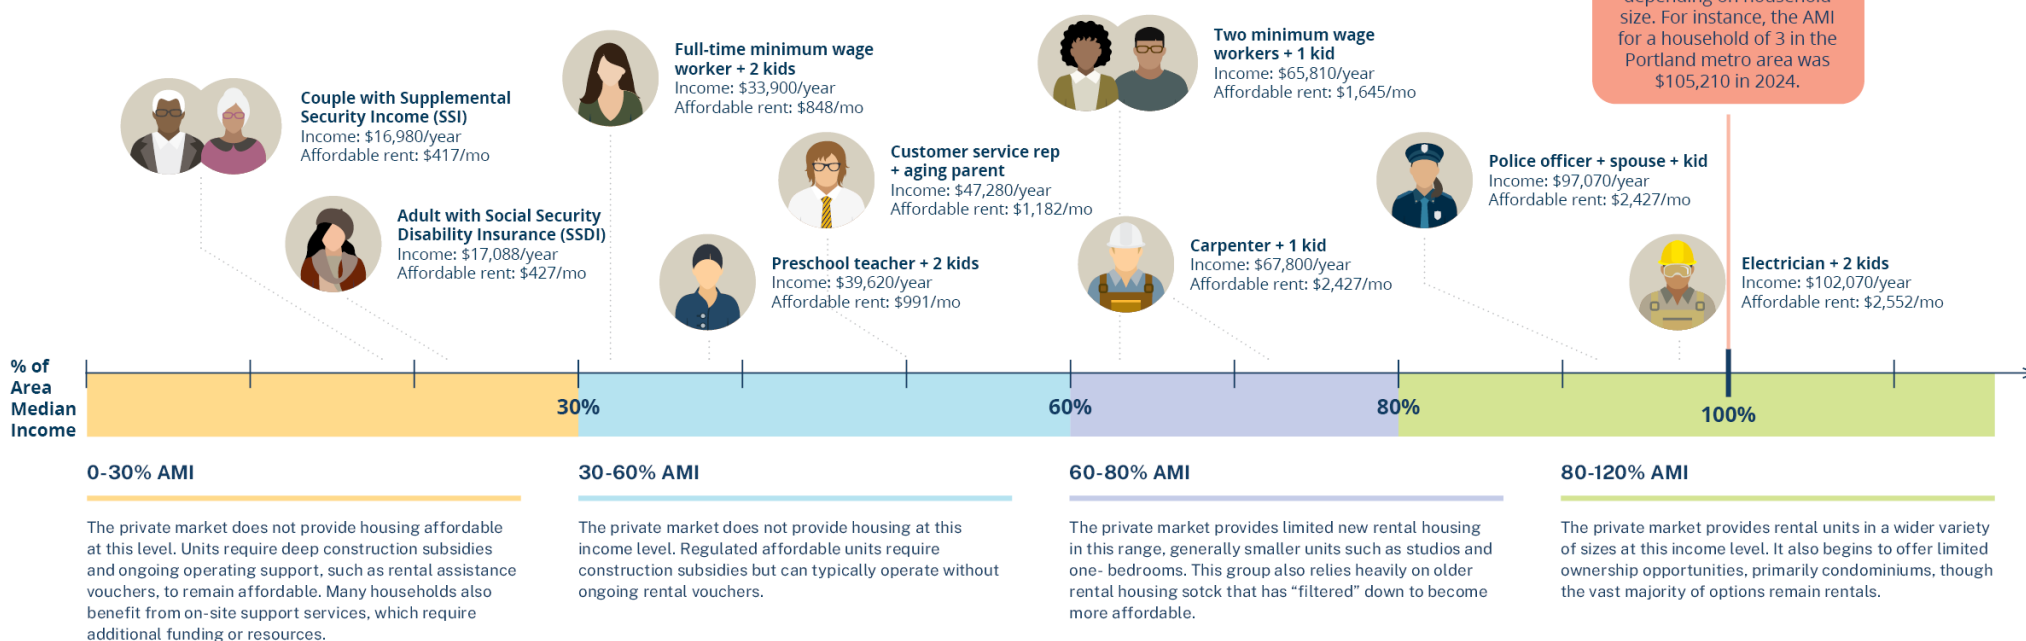 depending on household
size. For instance, the AMI
for a household of 3 in the
Portland metro area was
$105,210 in 2024.
Couple with Supplemental
Security Income (SSI)
Income: $16,980/year
Affordable rent: $417/mo
Adult with Social Security
Disability Insurance (SSDI)
Income: $17,088/year
Affordable rent: $427/mo
Full-time minimum wage
worker + 2 kids
Income: $33,900/year
Affordable rent: $848/mo
Preschool teacher + 2 kids
Income: $39,620/year
Affordable rent: $991/mo
Customer service rep
+ aging parent
Income: $47,280/year
Affordable rent: $1,182/mo
Two minimum wage
workers + 1 kid
Income: $65,810/year
Affordable rent: $1,645/mo
Carpenter + 1 kid
Income: $67,800/year
Affordable rent: $2,427/mo
Police officer + spouse + kid
Income: $97,070/year
Affordable rent: $2,427/mo
Electrician + 2 kids
Income: $102,070/year
Affordable rent: $2,552/mo
% of
Area
Median
Income
30%
60%
80%
100%
0-30% AMI
The private market does not provide housing affordable
at this level. Units require deep construction subsidies
and ongoing operating support, such as rental assistance
vouchers, to remain affordable. Many households also
benefit from on-site support services, which require
additional funding or resources.
30-60% AMI
The private market does not provide housing at this
income level. Regulated affordable units require
construction subsidies but can typically operate without
ongoing rental vouchers.
60-80% AMI
The private market provides limited new rental housing
in this range, generally smaller units such as studios and
one- bedrooms. This group also relies heavily on older
rental housing sotck that has “filtered” down to become
more affordable.
80-120% AMI
The private market provides rental units in a wider variety
of sizes at this income level. It also begins to offer limited
ownership opportunities, primarily condominiums, though
the vast majority of options remain rentals.